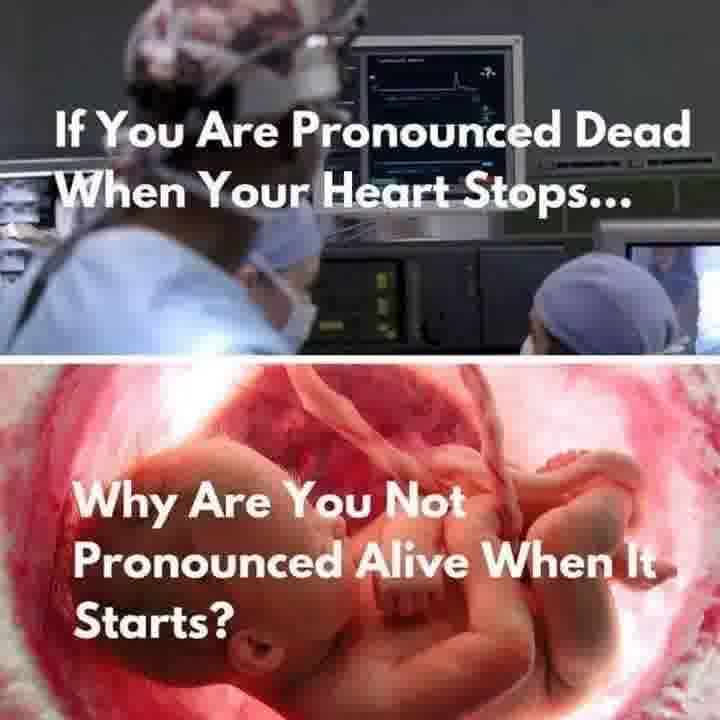 If You Are Pronounced Dead
When Your Heart Stops...
Why Are You Not
Pronounced Alive When It
Starts?